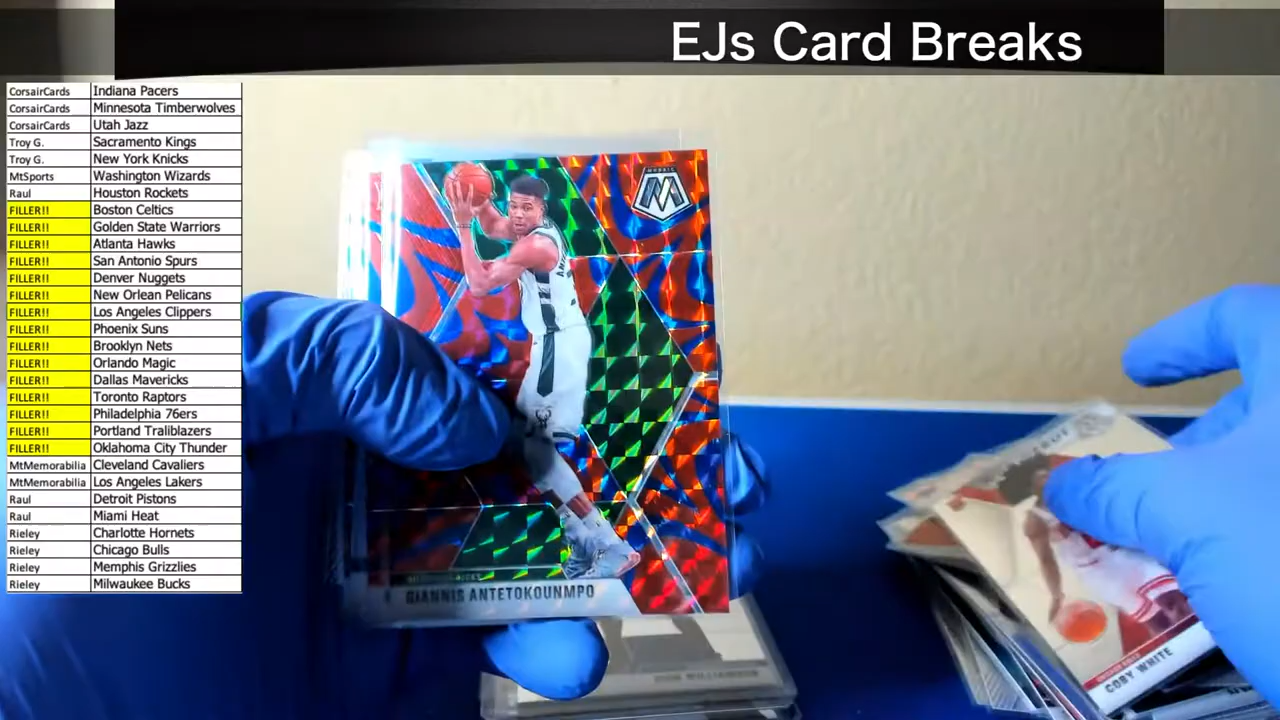 EJs Card Breaks
CorsairCards Indiana Pacers
CorsairCards Minnesota Timberwolves
CorsairCards Utah Jazz
Troy G. Sacramento Kings
Troy G. New York Knicks
MtSports Washington Wizards
Raul Houston Rockets
FILLER!! Boston Celtics
FILLER!! Golden State Warriors
FILLER!! Atlanta Hawks
FILLER!! San Antonio Spurs
FILLER!! Denver Nuggets
FILLER!! New Orlean Pelicans
FILLER!! Los Angeles Clippers
FILLER!! Phoenix Suns
FILLER!! Brooklyn Nets
FILLER!! Orlando Magic
FILLER!! Dallas Mavericks
FILLER!! Toronto Raptors
FILLER!! Philadelphia 76ers
FILLER!! Portland Traliblazers
FILLER!! Oklahoma City Thunder
MtMemorabilia Cleveland Cavaliers
MtMemorabilia Los Angeles Lakers
Raul Detroit Pistons
Raul Miami Heat
Rieley Charlotte Hornets
Rieley Chicago Bulls
Rieley Memphis Grizzlies
Rieley Milwaukee Bucks
MOSAIC
GIANNIS ANTETOKOUNMPO
WILLIAMSON
COBY WHITE